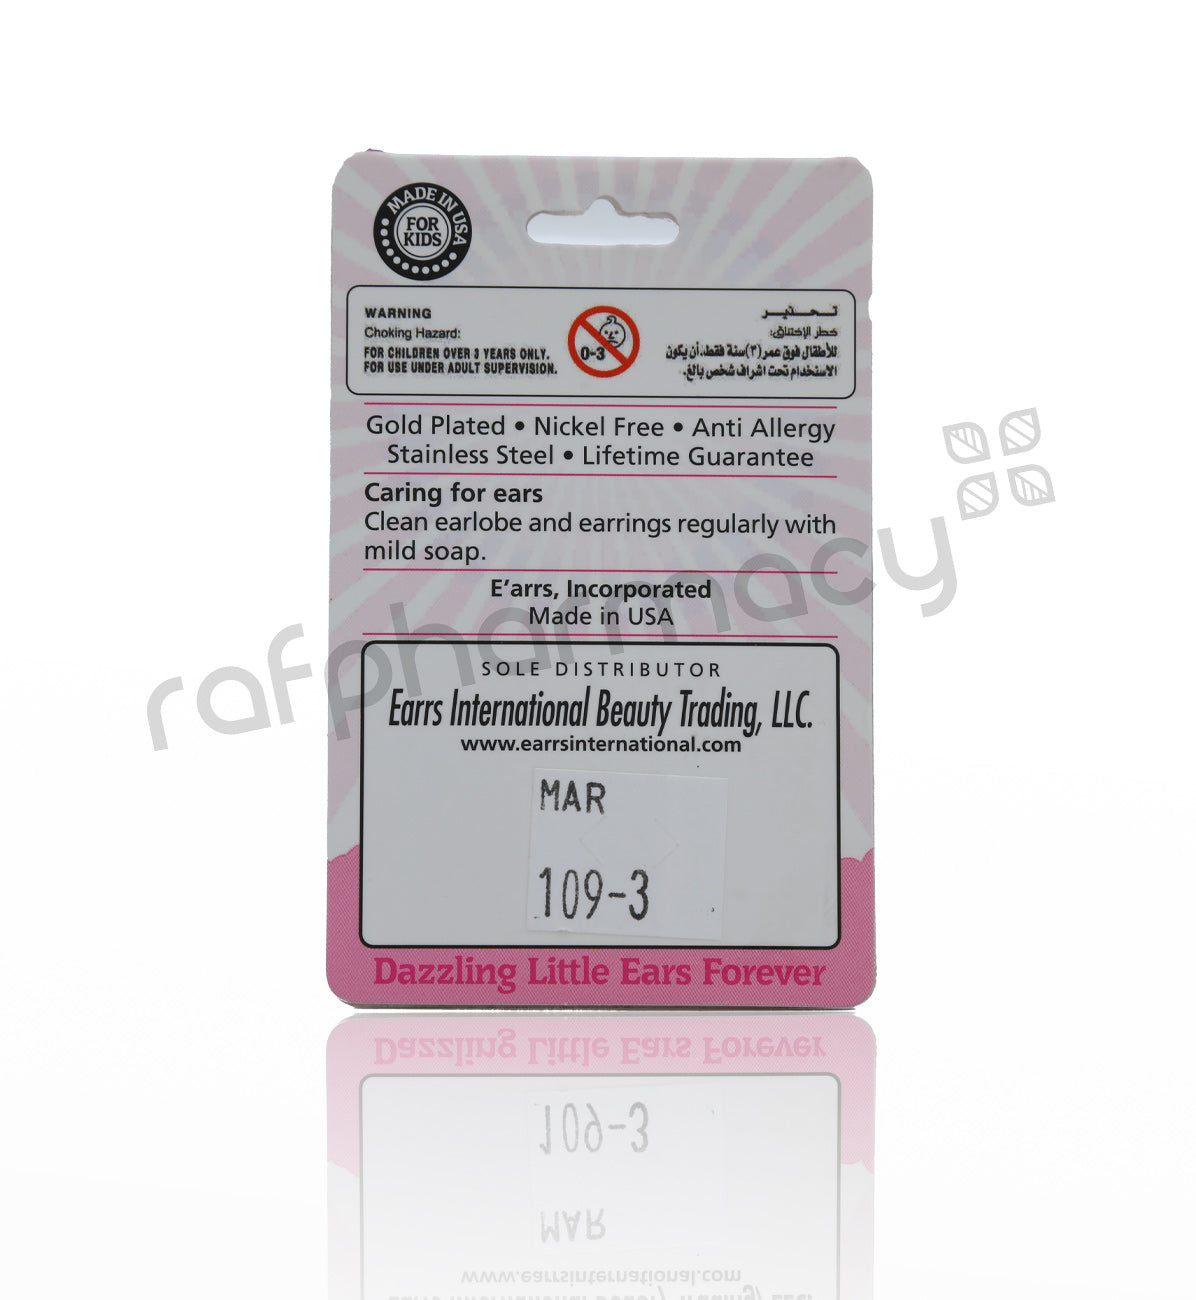 MADE IN USA
FOR
KIDS
WARNING
Choking Hazard:
FOR CHILDREN OVER 3 YEARS ONLY.
FOR USE UNDER ADULT SUPERVISION.
0-3
تحذير
خطر الإختناق:
للأطفال فوق عمر (٣) سنة فقط، أن يكون
الاستخدام تحت اشراف شخص بالغ.
Gold Plated • Nickel Free • Anti Allergy
Stainless Steel • Lifetime Guarantee
Caring for ears
Clean earlobe and earrings regularly with
mild soap.
E'arrs, Incorporated
Made in USA
rafpharmacy
SOLE DISTRIBUTOR
Earrs International Beauty Trading, LLC.
www.earrsinternational.com
MAR
109-3
Dazzling Little Ears Forever